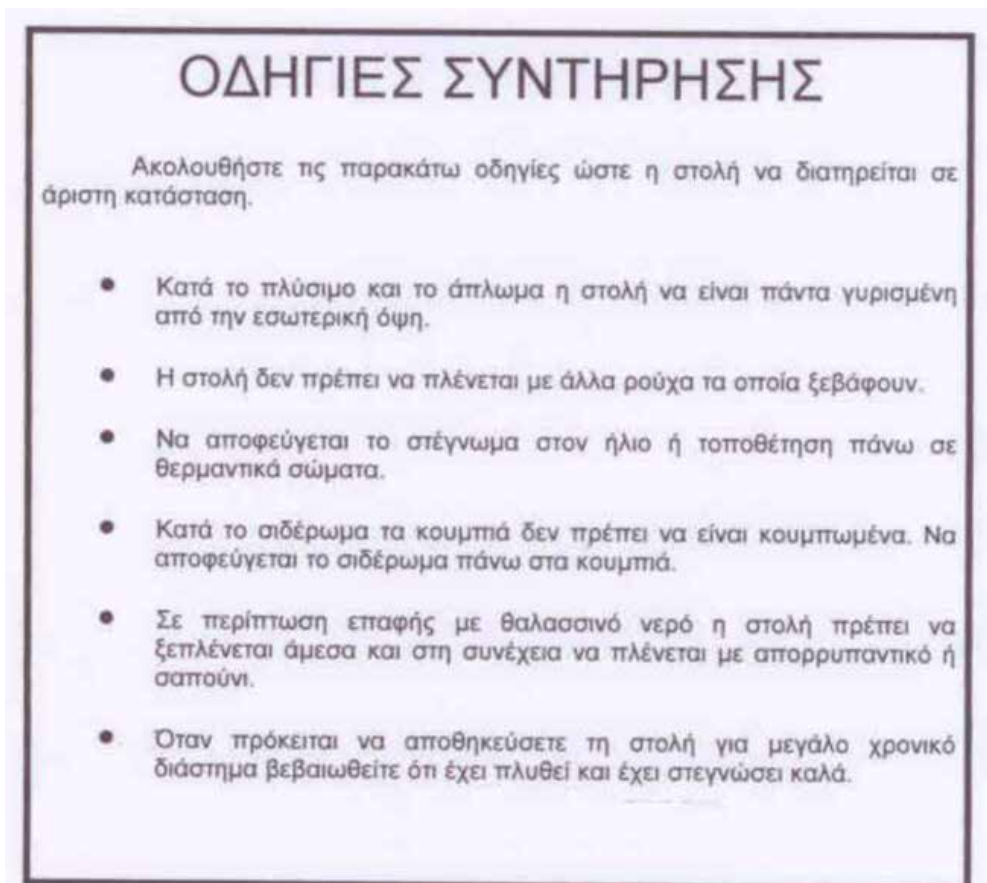 ΟΔΗΓΙΕΣ ΣΥΝΤΗΡΗΣΗΣ
Ακολουθήστε τις παρακάτω οδηγίες ώστε η στολή να διατηρείται σε
άριστη κατάσταση.
• Κατά το πλύσιμο και το άπλωμα η στολή να είναι πάντα γυρισμένη
από την εσωτερική όψη.
• Η στολή δεν πρέπει να πλένεται με άλλα ρούχα τα οποία ξεβάφουν.
• Να αποφεύγεται το στέγνωμα στον ήλιο ή τοποθέτηση πάνω σε
θερμαντικά σώματα.
• Κατά το σιδέρωμα τα κουμπιά δεν πρέπει να είναι κουμπωμένα. Να
αποφεύγεται το σιδέρωμα πάνω στα κουμπιά.
• Σε περίπτωση επαφής με θαλασσινό νερό η στολή πρέπει να
ξεπλένεται άμεσα και στη συνέχεια να πλένεται με απορρυπαντικό ή
σαπούνι.
• Όταν πρόκειται να αποθηκεύσετε τη στολή για μεγάλο χρονικό
διάστημα βεβαιωθείτε ότι έχει πλυθεί και έχει στεγνώσει καλά.